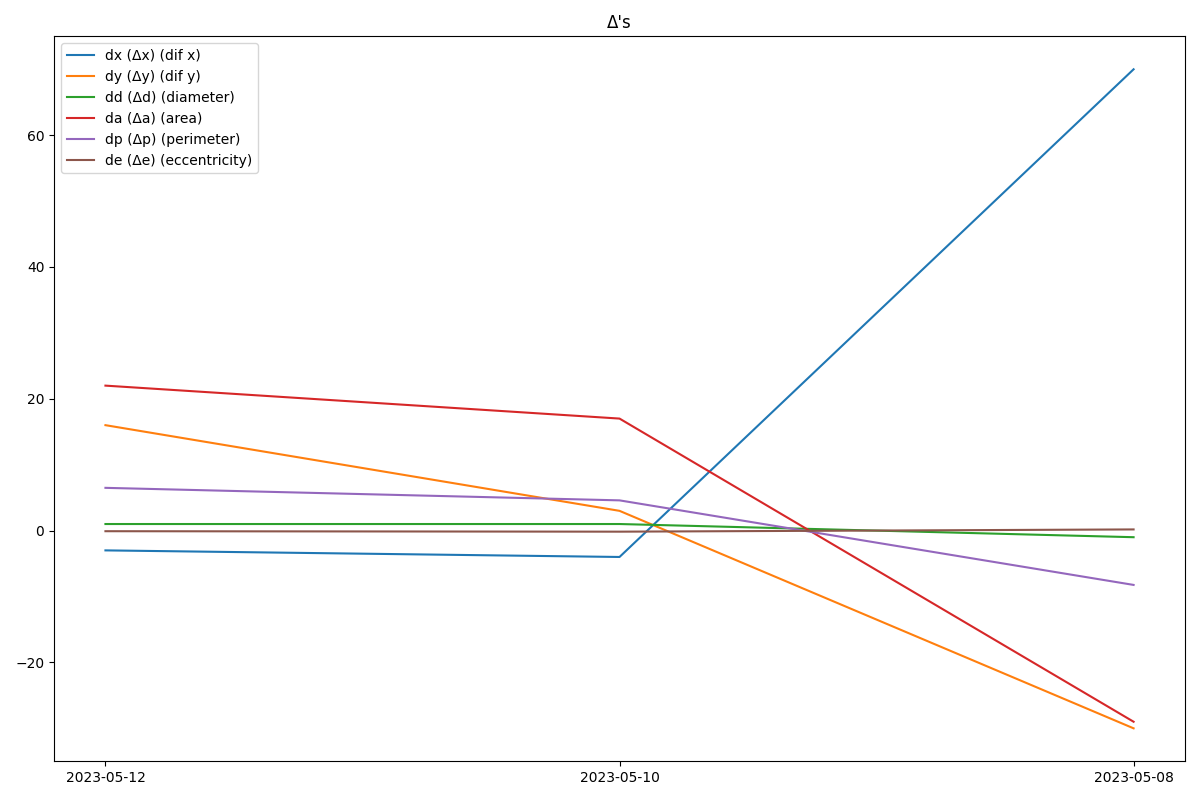 Δ's
dx (Δx) (dif x)
dy (Δy) (dif y)
dd (Δd) (diameter)
da (Δa) (area)
dp (Δp) (perimeter)
de (Δe) (eccentricity)
60
40
20
0
−20
2023-05-12
2023-05-10
2023-05-08